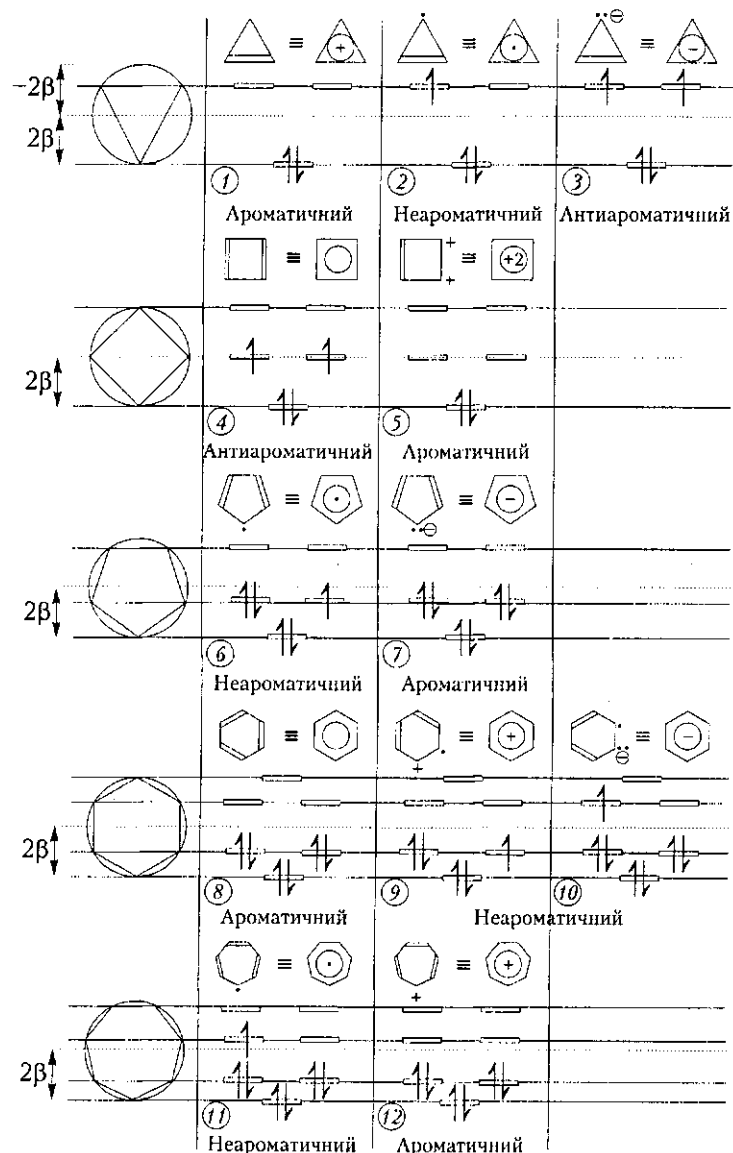 ≡ + ≡ • ≡ −
2β
2β
1 2 3
Ароматичний Неароматичний Антиароматичний
≡ + + ≡ +2
2β
4 5
Антиароматичний Ароматичний
≡ • ≡ −
2β
6 7
Неароматичний Ароматичний
≡ + ≡ + ≡ −
2β
8 9 10
Ароматичний Неароматичний
≡ • + ≡ +
2β
11 12
Неароматичний Ароматичний